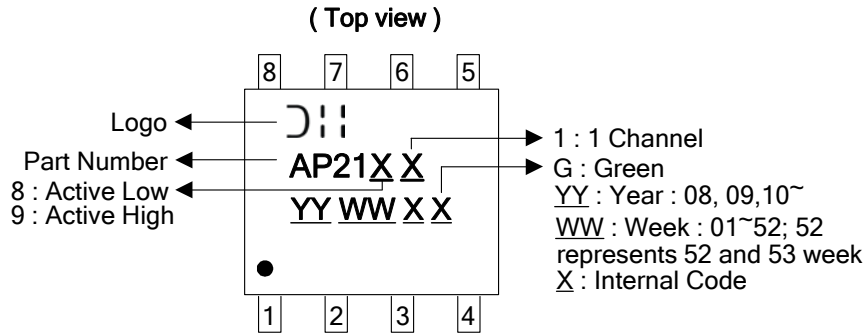 ( Top view )
8 7 6 5
Logo
Part Number
8 : Active Low
9 : Active High
AP21X X
YY WW X X
1 : 1 Channel
G : Green
YY : Year : 08, 09,10~
WW : Week : 01~52; 52
represents 52 and 53 week
X : Internal Code
1 2 3 4